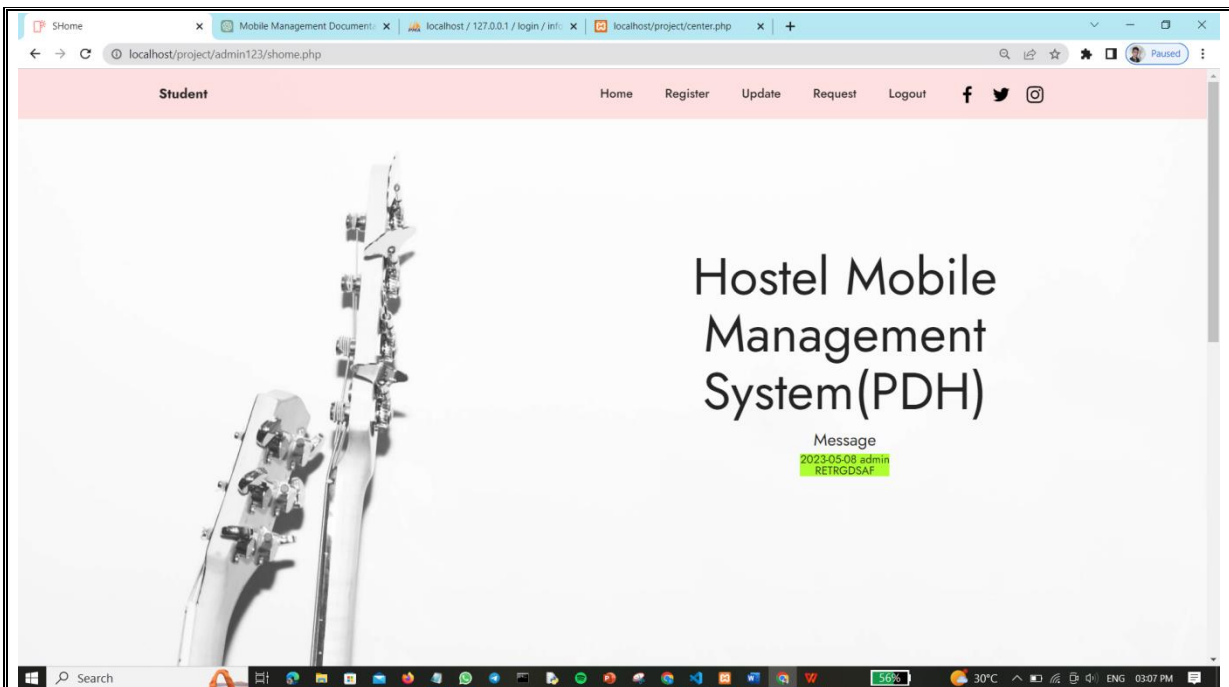 SHome
Mobile Management Documenta
localhost / 127.0.0.1 / login / info
localhost/project/center.php
localhost/project/admin123/shome.php
Paused
Student
Home
Register
Update
Request
Logout
Hostel Mobile
Management
System(PDH)
Message
2023-05-08 admin
RETRGDSAF
Search
56%
30°C
ENG
03:07 PM